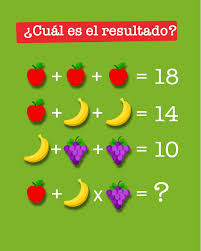 ¿Cuál es el resultado?
+ + = 18
+ + = 14
+ + = 10
+ x = ?